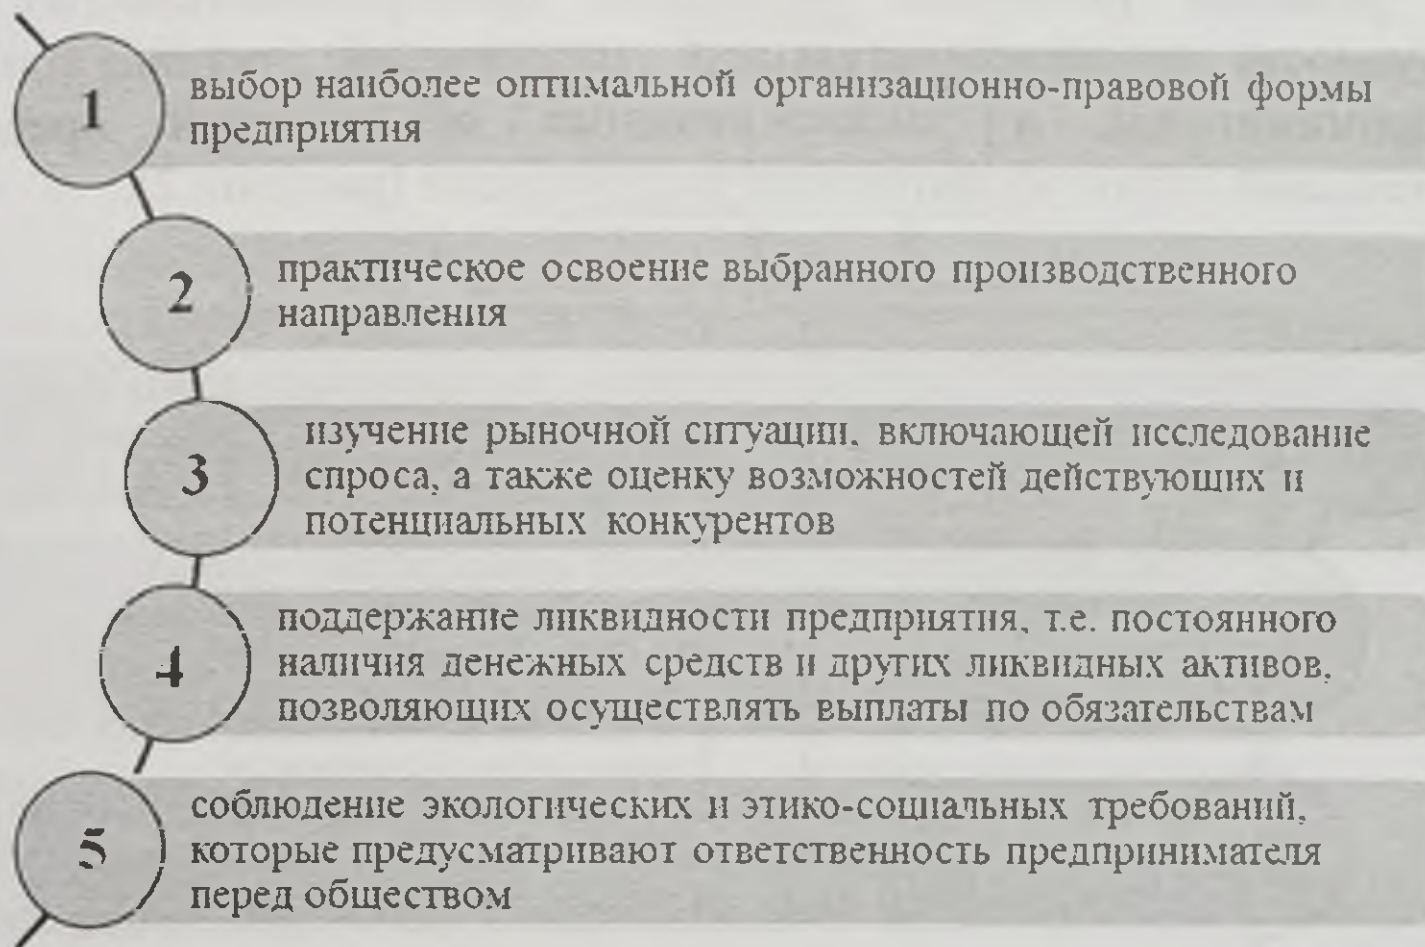 1
выбор наиболее оптимальной организационно-правовой формы
предприятия
2
практическое освоение выбранного производственного
направления
3
изучение рыночной ситуации, включающей исследование
спроса, а также оценку возможностей действующих и
потенциальных конкурентов
4
поддержание ликвидности предприятия, т.е. постоянного
наличия денежных средств и других ликвидных активов,
позволяющих осуществлять выплаты по обязательствам
5
соблюдение экологических и этико-социальных требований,
которые предусматривают ответственность предпринимателя
перед обществом